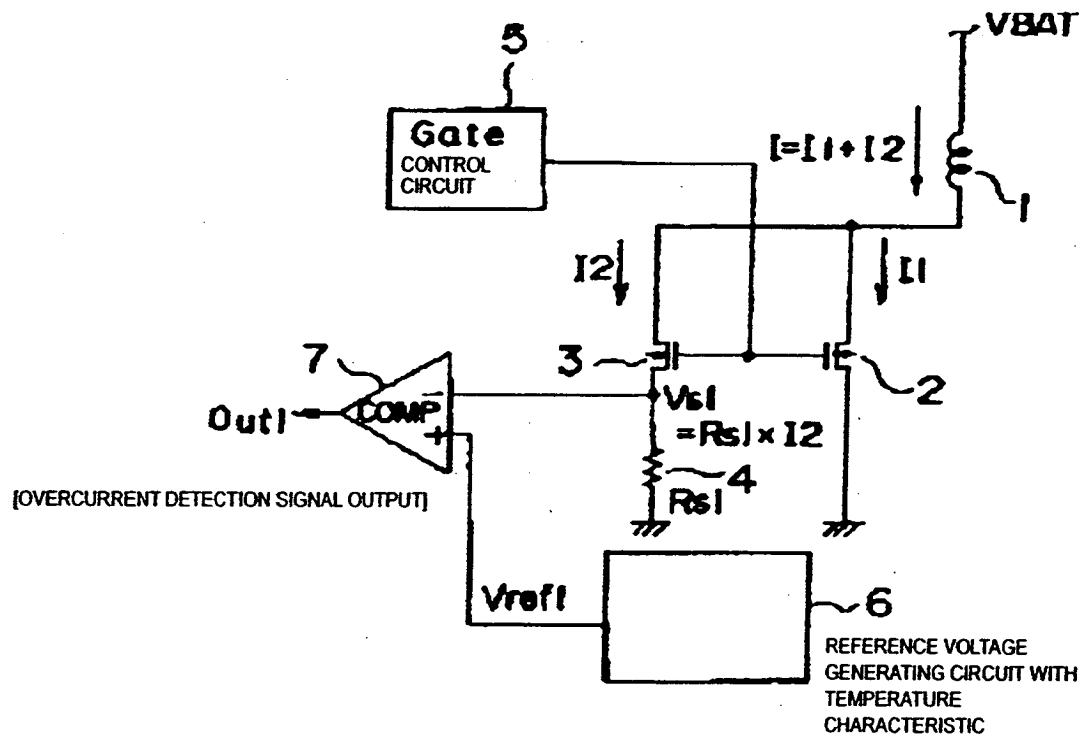 5
VBAT
Gate
CONTROL
CIRCUIT
I=I1+I2
1
I2
I1
3
2
7
COMP
-
+
Out1
Vs1
=Rs1×I2
4
Rs1
[OVERCURRENT DETECTION SIGNAL OUTPUT]
Vref1
6
REFERENCE VOLTAGE
GENERATING CIRCUIT WITH
TEMPERATURE
CHARACTERISTIC